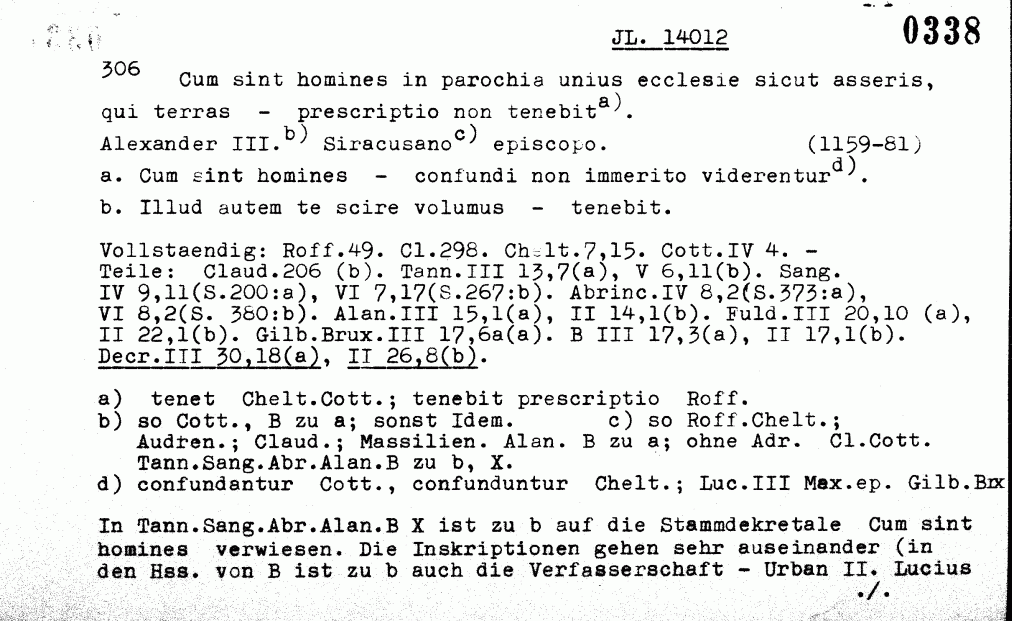 JL. 14012 0338
306 Cum sint homines in parochia unius ecclesie sicut asseris,
qui terras - prescriptio non tenebit a).
Alexander III. b) Siracusano c) episcopo. (1159-81)
a. Cum sint homines - confundi non immerito viderentur d).
b. Illud autem te scire volumus - tenebit.
Vollstaendig: Roff.49. Cl.298. Chelt.7,15. Cott.IV 4. -
Teile: Claud.206 (b). Tann.III 13,7(a), V 6,11(b). Sang.
IV 9,11(S.200:a), VI 7,17(S.267:b). Abrinc.IV 8,2(S.373:a),
VI 8,2(S. 380:b). Alan.III 15,1(a), II 14,1(b). Fuld.III 20,10 (a),
II 22,1(b). Gilb.Brux.III 17,6a(a). B III 17,3(a), II 17,1(b).
Decr.III 30,18(a), II 26,8(b).
a) tenet Chelt.Cott.; tenebit prescriptio Roff.
b) so Cott., B zu a; sonst Idem. c) so Roff.Chelt.;
Audren.; Claud.; Massilien. Alan. B zu a; ohne Adr. Cl.Cott.
Tann.Sang.Abr.Alan.B zu b, X.
d) confundantur Cott., confunduntur Chelt.; Luc.III Max.ep. Gilb.Brx
In Tann.Sang.Abr.Alan.B X ist zu b auf die Stammdekretale Cum sint
homines verwiesen. Die Inskriptionen gehen sehr auseinander (in
den Hss. von B ist zu b auch die Verfasserschaft - Urban II. Lucius
./.